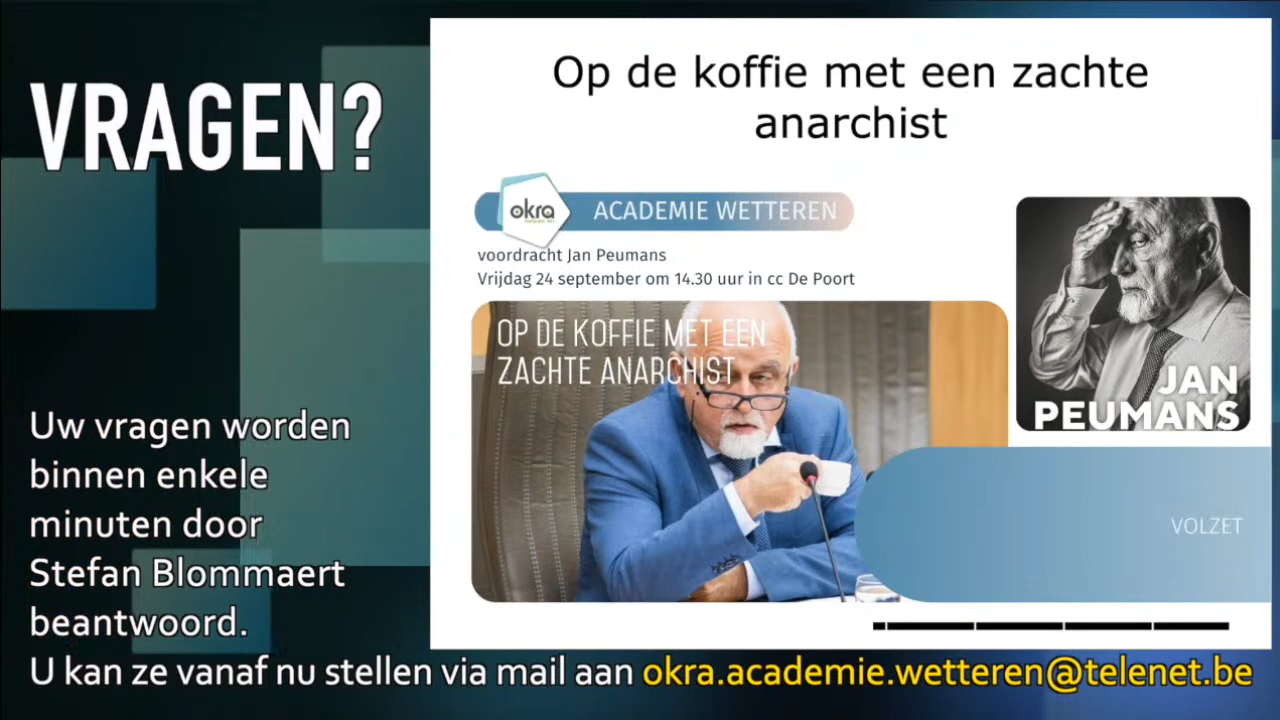 VRAGEN?
Uw vragen worden
binnen enkele
minuten door
Stefan Blommaert
beantwoord.
U kan ze vanaf nu stellen via mail aan okra.academie.wetteren@telenet.be
Op de koffie met een zachte
anarchist
okra
ACADEMIE WETTEREN
voordracht Jan Peumans
Vrijdag 24 september om 14.30 uur in cc De Poort
OP DE KOFFIE MET EEN
ZACHTE ANARCHIST
JAN
PEUMANS
VOLZET